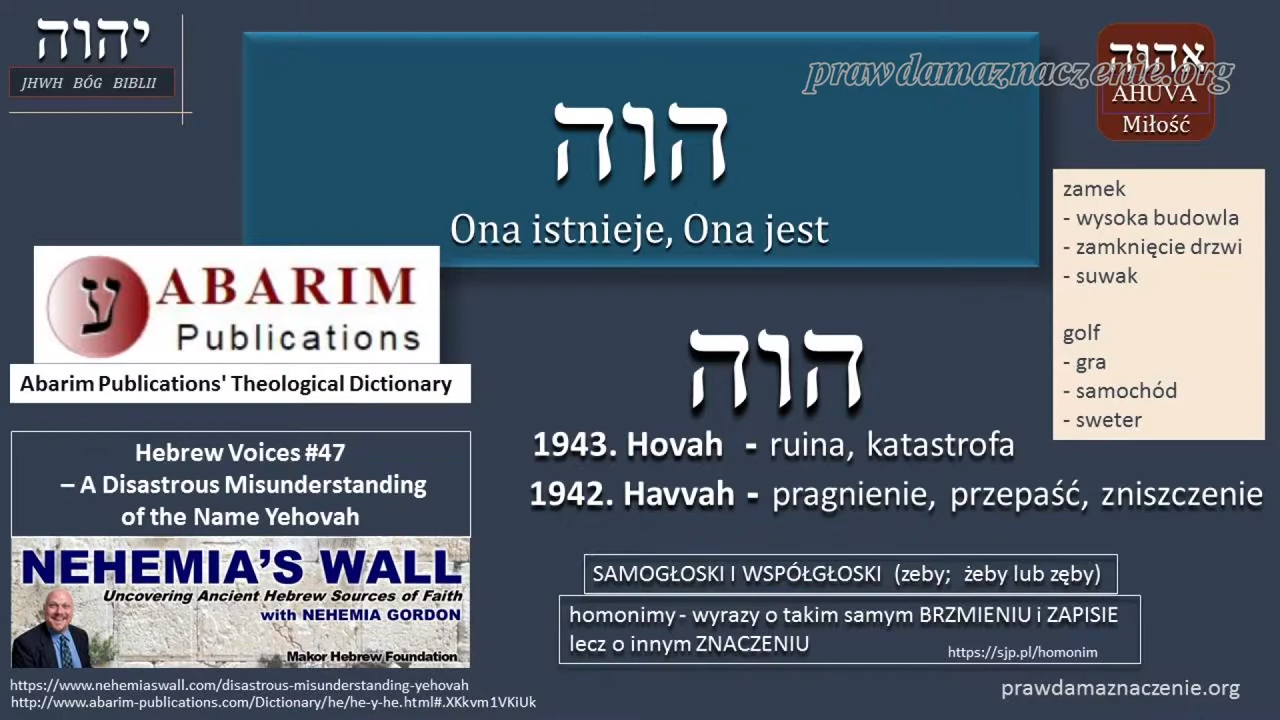 יהוה
JHWH BÓG BIBLII
prawdamaznaczenie.org
אהוה
AHUVA
Miłość
הוה
Ona istnieje, Ona jest
ע ABARIM
Publications
Abarim Publications' Theological Dictionary
zamek
- wysoka budowla
- zamknięcie drzwi
- suwak
golf
- gra
- samochód
- sweter
הוה
1943. Hovah - ruina, katastrofa
1942. Havvah - pragnienie, przepaść, zniszczenie
Hebrew Voices #47
– A Disastrous Misunderstanding
of the Name Yehovah
NEHEMIA'S WALL
Uncovering Ancient Hebrew Sources of Faith
with NEHEMIA GORDON
Makor Hebrew Foundation
SAMOGŁOSKI I WSPÓŁGŁOSKI (zeby; żeby lub zęby)
homonimy - wyrazy o takim samym BRZMIENIU i ZAPISIE
lecz o innym ZNACZENIU
https://sjp.pl/homonim
https://www.nehemiaswall.com/disastrous-misunderstanding-yehovah
http://www.abarim-publications.com/Dictionary/he/he-y-he.html#.XKkvm1VKiUk
prawdamaznaczenie.org